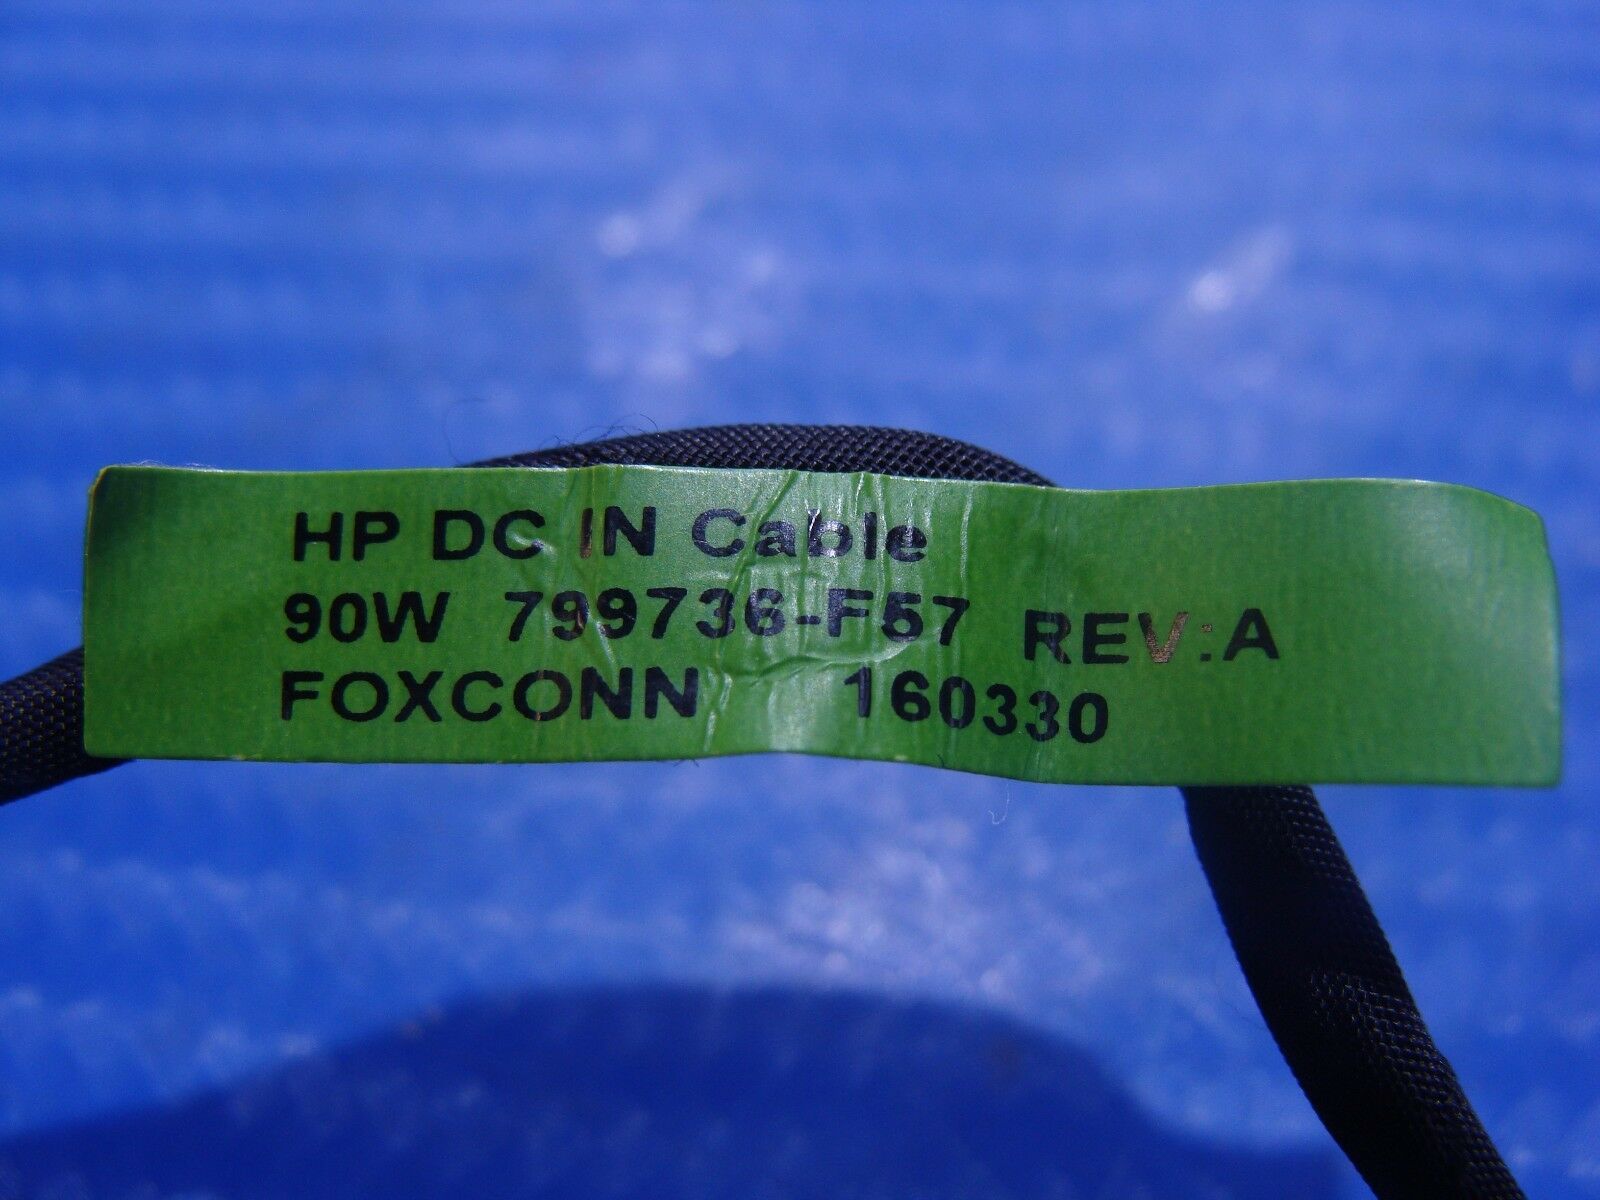 HP DC IN Cable
90W 799736-F57 REV:A
FOXCONN 160330